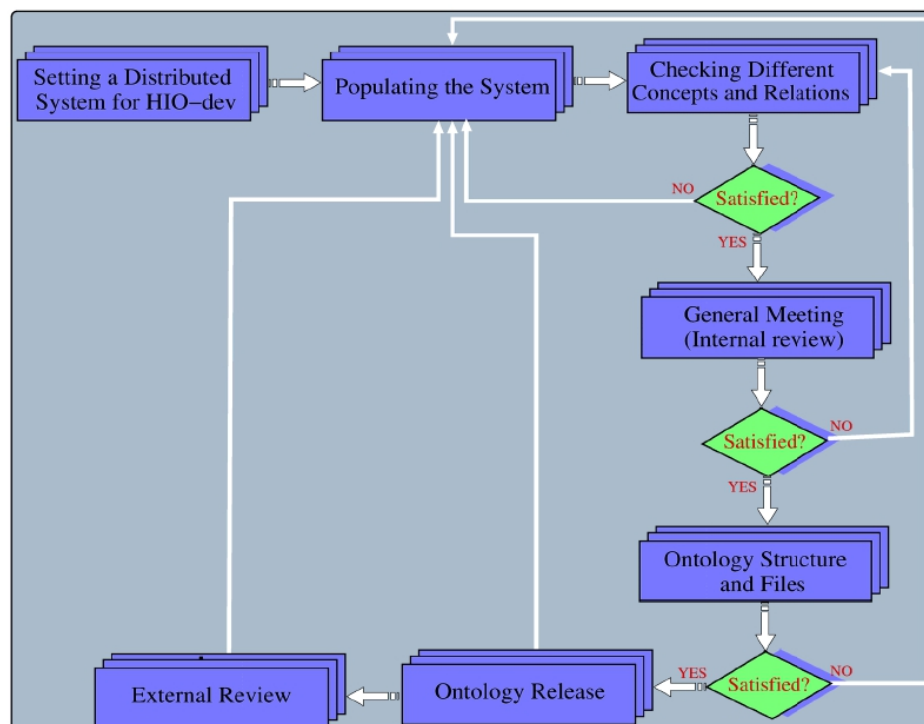 Setting a Distributed
System for HIO-dev
Populating the System
Checking Different
Concepts and Relations
NO
Satisfied?
YES
General Meeting
(Internal review)
Satisfied?
NO
YES
Ontology Structure
and Files
External Review
Ontology Release
YES
Satisfied?
NO